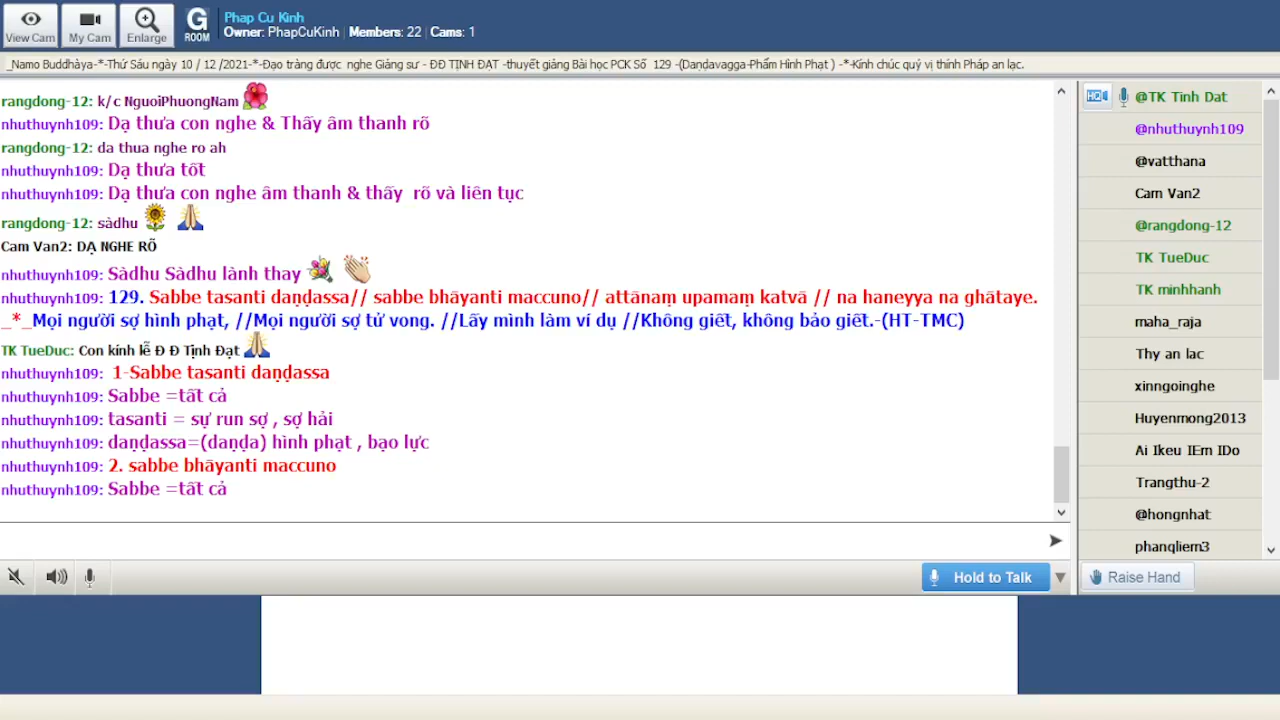 View Cam
My Cam
Enlarge
G
ROOM
Phap Cu Kinh
Owner: PhapCuKinh | Members: 22 | Cams: 1
_Namo Buddhàya-*-Thứ Sáu ngày 10 / 12 /2021-*-Đạo tràng được nghe Giảng sư - ĐĐ TỊNH ĐẠT -thuyết giảng Bài học PCK Số 129 -(Daṇḍavagga-Phẩm Hình Phạt ) -*-Kính chúc quý vị thính Pháp an lạc.
rangdong-12: k/c NguoiPhuongNam
nhuthuynh109: Dạ thưa con nghe & Thấy âm thanh rõ
rangdong-12: da thua nghe ro ah
nhuthuynh109: Dạ thưa tốt
nhuthuynh109: Dạ thưa con nghe âm thanh & thấy rõ và liên tục
rangdong-12: sàdhu
Cam Van2: DẠ NGHE RÕ
nhuthuynh109: Sàdhu Sàdhu lành thay
nhuthuynh109: 129. Sabbe tasanti daṇḍassa// sabbe bhāyanti maccuno// attānaṃ upamaṃ katvā // na haneyya na ghātaye.
_*_Mọi người sợ hình phạt, //Mọi người sợ tử vong. //Lấy mình làm ví dụ //Không giết, không bảo giết.-(HT-TMC)
TK TueDuc: Con kính lễ Đ Đ Tịnh Đạt
nhuthuynh109: 1-Sabbe tasanti daṇḍassa
nhuthuynh109: Sabbe =tất cả
nhuthuynh109: tasanti = sự run sợ , sợ hải
nhuthuynh109: daṇḍassa=(daṇḍa) hình phạt , bạo lực
nhuthuynh109: 2. sabbe bhāyanti maccuno
nhuthuynh109: Sabbe =tất cả
HQ
@TK Tinh Dat
@nhuthuynh109
@vatthana
Cam Van2
@rangdong-12
TK TueDuc
TK minhhanh
maha_raja
Thy an lac
xinngoinghe
Huyenmong2013
Ai Ikeu IEm IDo
Trangthu-2
@hongnhat
phanqliem3
Hold to Talk
Raise Hand